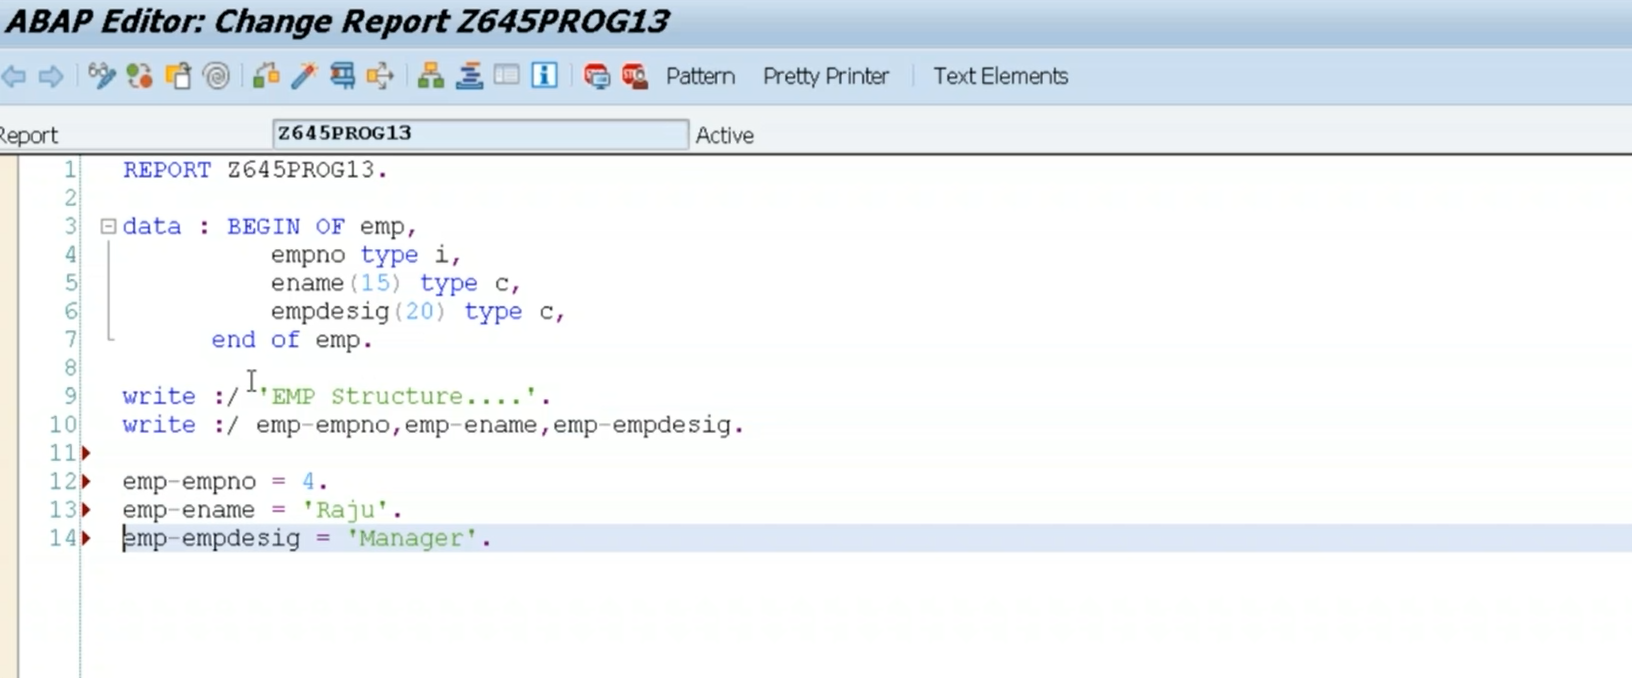 ABAP Editor: Change Report Z645PROG13
Pattern Pretty Printer Text Elements
Report Z645PROG13 Active
1 REPORT Z645PROG13.
2
3 data : BEGIN OF emp,
4 empno type i,
5 ename(15) type c,
6 empdesig(20) type c,
7 end of emp.
8
9 write :/ 'EMP Structure....'.
10 write :/ emp-empno,emp-ename,emp-empdesig.
11
12 emp-empno = 4.
13 emp-ename = 'Raju'.
14 emp-empdesig = 'Manager'.